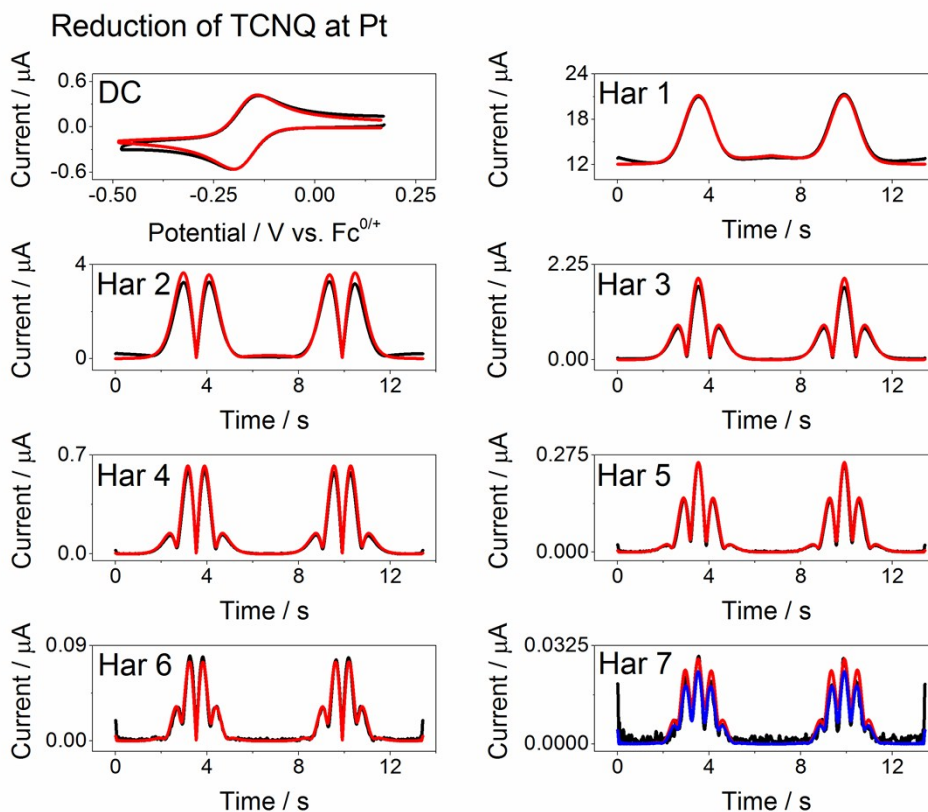 Reduction of TCNQ at Pt
DC
Current / µA
0.6
0.0
-0.6
-0.50 -0.25 0.00 0.25
Potential / V vs. Fc0/+
Har 1
Current / µA
24
18
12
0 4 8 12
Time / s
Har 2
Current / µA
4
0
0 4 8 12
Time / s
Har 3
Current / µA
2.25
0.00
0 4 8 12
Time / s
Har 4
Current / µA
0.7
0.0
0 4 8 12
Time / s
Har 5
Current / µA
0.275
0.000
0 4 8 12
Time / s
Har 6
Current / µA
0.09
0.00
0 4 8 12
Time / s
Har 7
Current / µA
0.0325
0.0000
0 4 8 12
Time / s